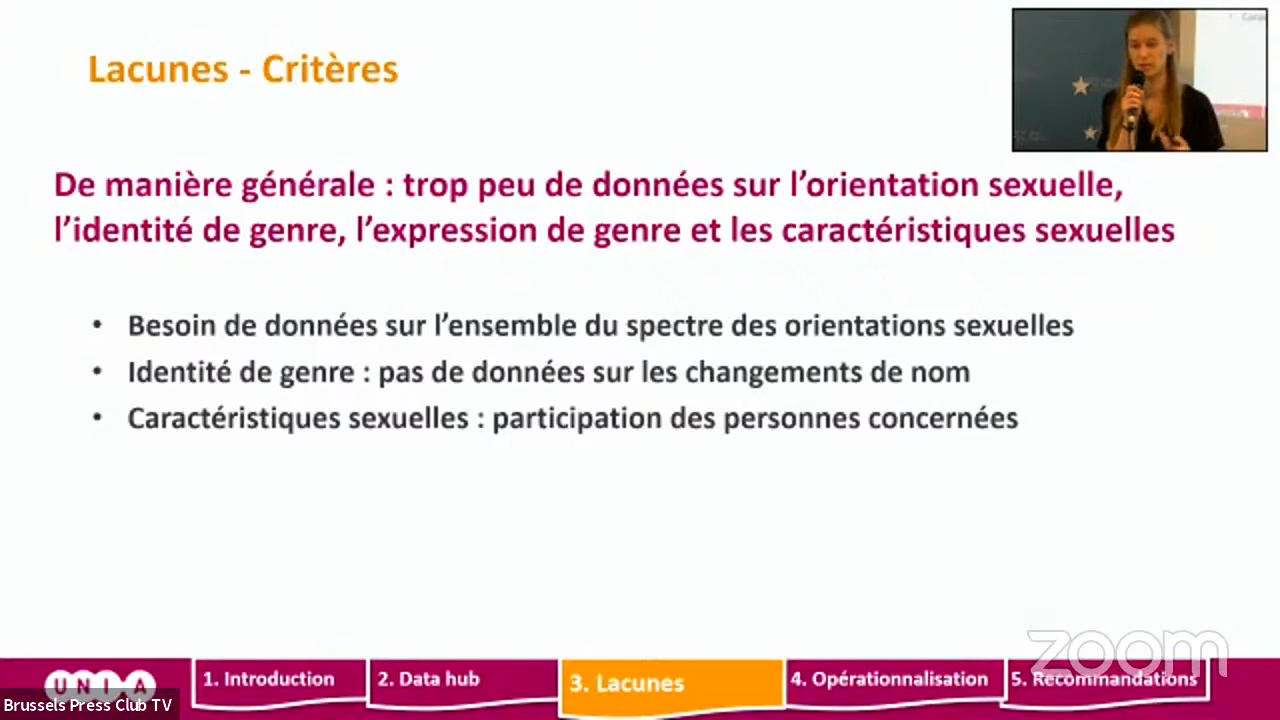 Lacunes - Critères
De manière générale : trop peu de données sur l'orientation sexuelle,
l'identité de genre, l'expression de genre et les caractéristiques sexuelles
• Besoin de données sur l'ensemble du spectre des orientations sexuelles
• Identité de genre : pas de données sur les changements de nom
• Caractéristiques sexuelles : participation des personnes concernées
zoom
UNIA
1. Introduction
2. Data hub
3. Lacunes
4. Opérationnalisation
5. Recommandations
Brussels Press Club TV